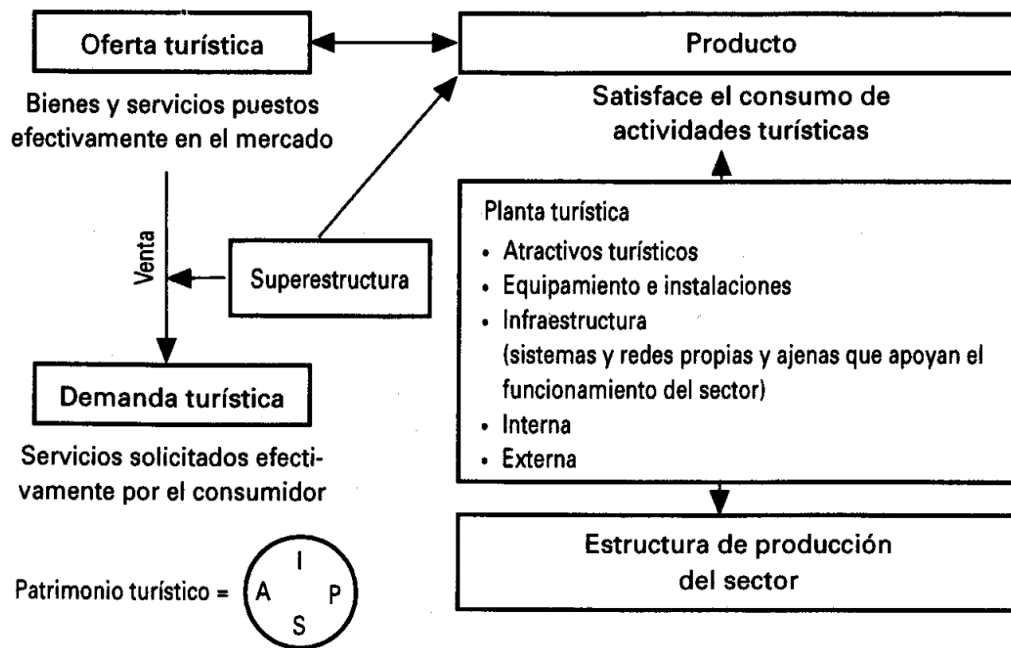 Oferta turística
Producto
Bienes y servicios puestos
efectivamente en el mercado
Satisface el consumo de
actividades turísticas
Venta
Superestructura
Planta turística
• Atractivos turísticos
• Equipamiento e instalaciones
• Infraestructura
(sistemas y redes propias y ajenas que apoyan el
funcionamiento del sector)
• Interna
• Externa
Demanda turística
Servicios solicitados efecti-
vamente por el consumidor
Estructura de producción
del sector
Patrimonio turístico =
I
A P
S